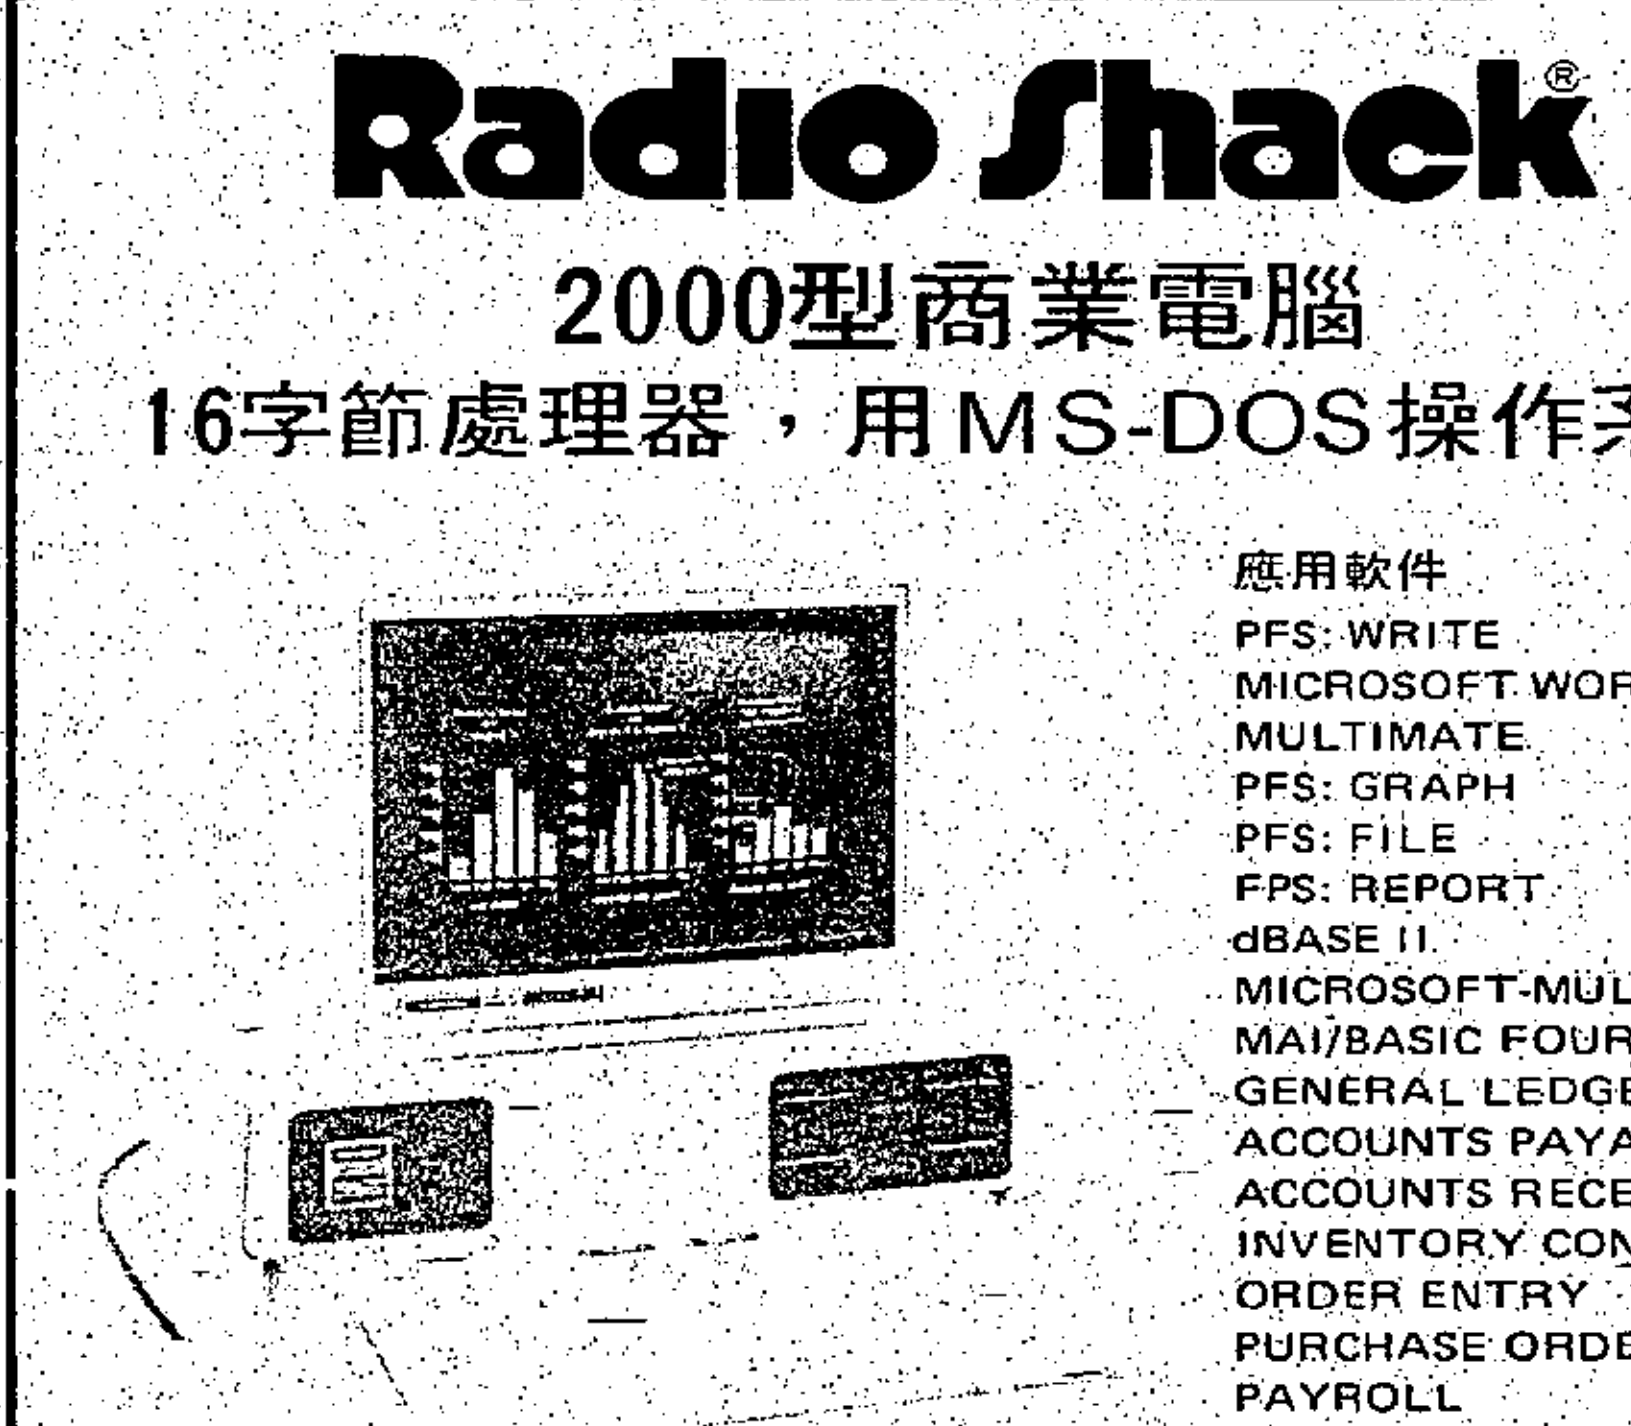 Radio Shack®
2000型商業電腦
16字節處理器，用MS-DOS操作
應用軟件
PFS: WRITE
MICROSOFT WOR
MULTIMATE
PFS: GRAPH
PFS: FILE
FPS: REPORT
dBASE II
MICROSOFT-MUL
MAI/BASIC FOUR
GENERAL LEDGE
ACCOUNTS PAYA
ACCOUNTS RECE
INVENTORY CON
ORDER ENTRY
PURCHASE ORDE
PAYROLL